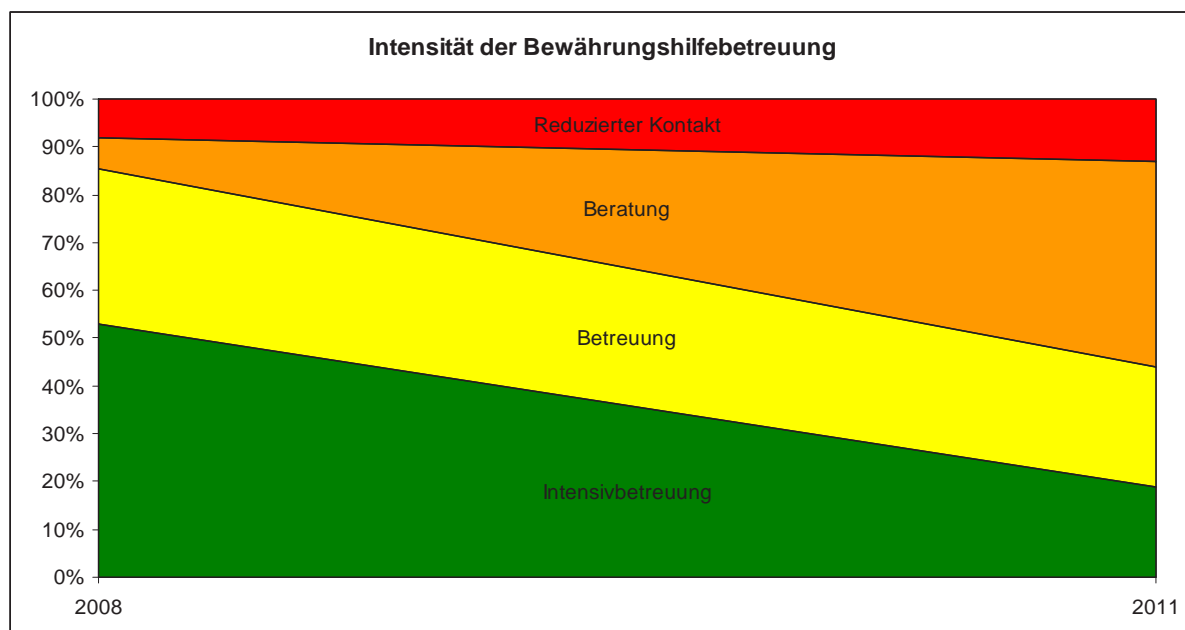 Intensität der Bewährungshilfebetreuung
100%
90%
80%
70%
60%
50%
40%
30%
20%
10%
0%
Reduzierter Kontakt
Beratung
Betreuung
Intensivbetreuung
2008
2011